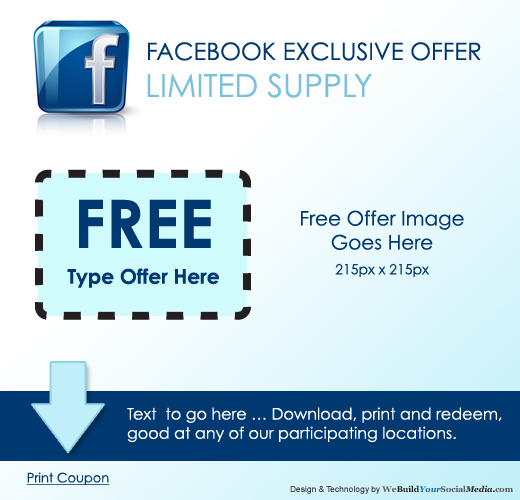 f
FACEBOOK EXCLUSIVE OFFER
LIMITED SUPPLY
FREE
Type Offer Here
Free Offer Image
Goes Here
215px x 215px
Text to go here ... Download, print and redeem,
good at any of our participating locations.
Print Coupon
Design & Technology by WeBuildYourSocialMedia.com